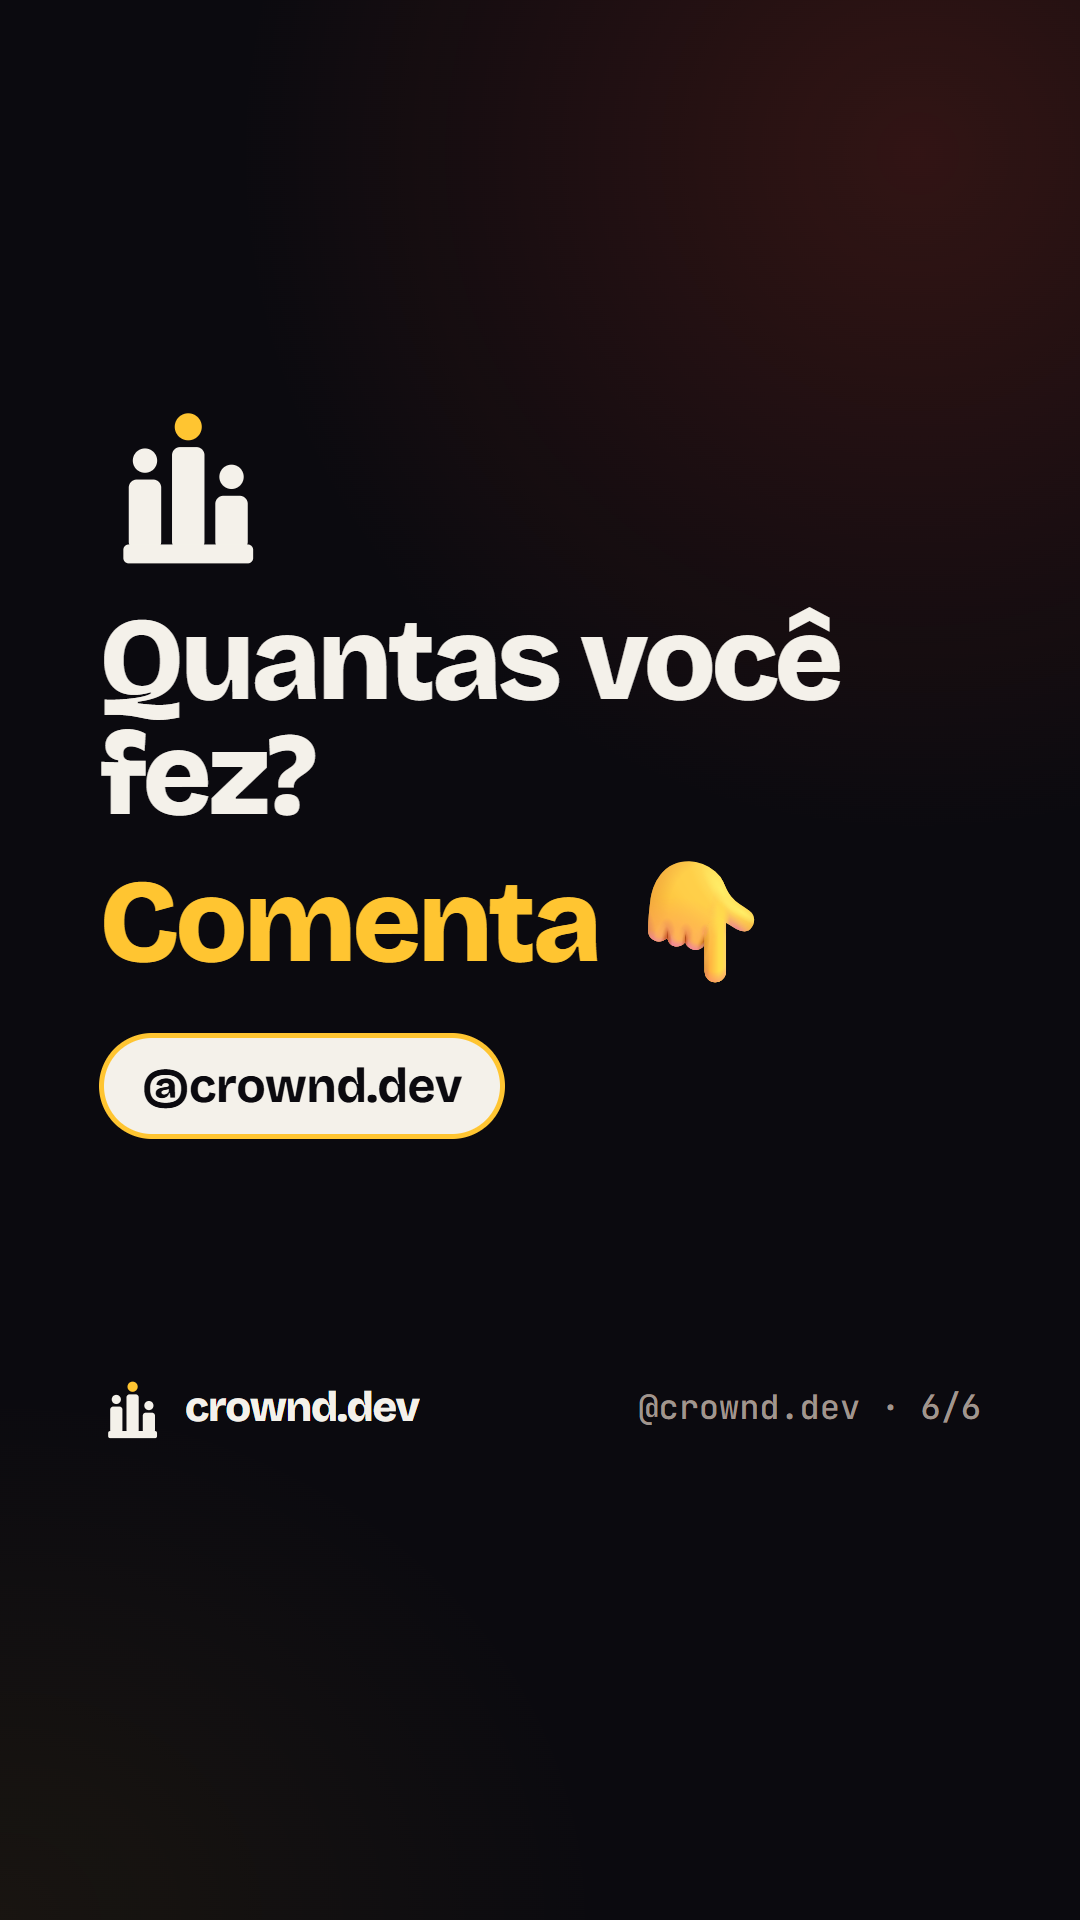 Quantas você
fez?
Comenta 👇
@crownd.dev
crownd.dev
@crownd.dev · 6/6